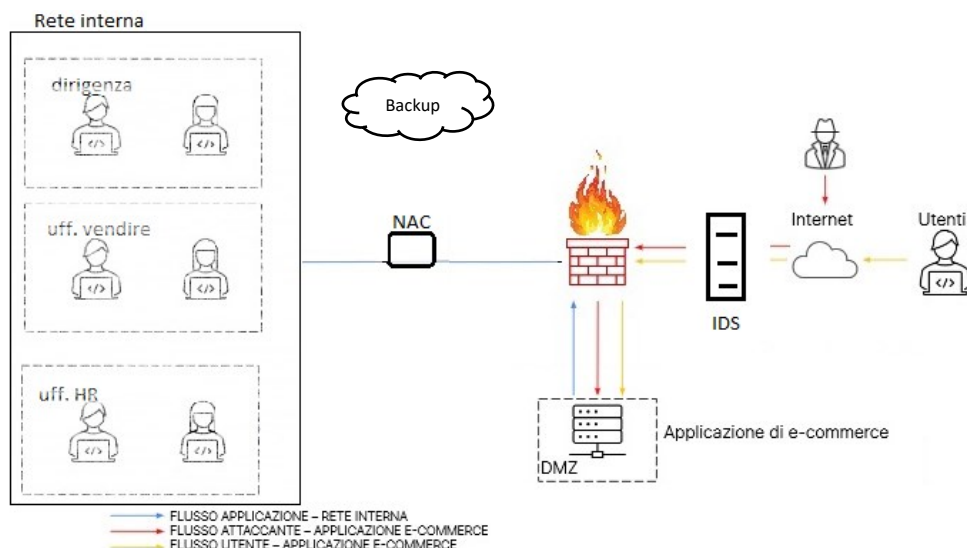 Rete interna
dirigenza
Backup
uff. vendire
NAC
Internet
Utenti
IDS
uff. HR
Applicazione di e-commerce
DMZ
FLUSSO APPLICAZIONE – RETE INTERNA
FLUSSO ATTACCANTE – APPLICAZIONE E-COMMERCE
FLUSSO UTENTE – APPLICAZIONE E-COMMERCE